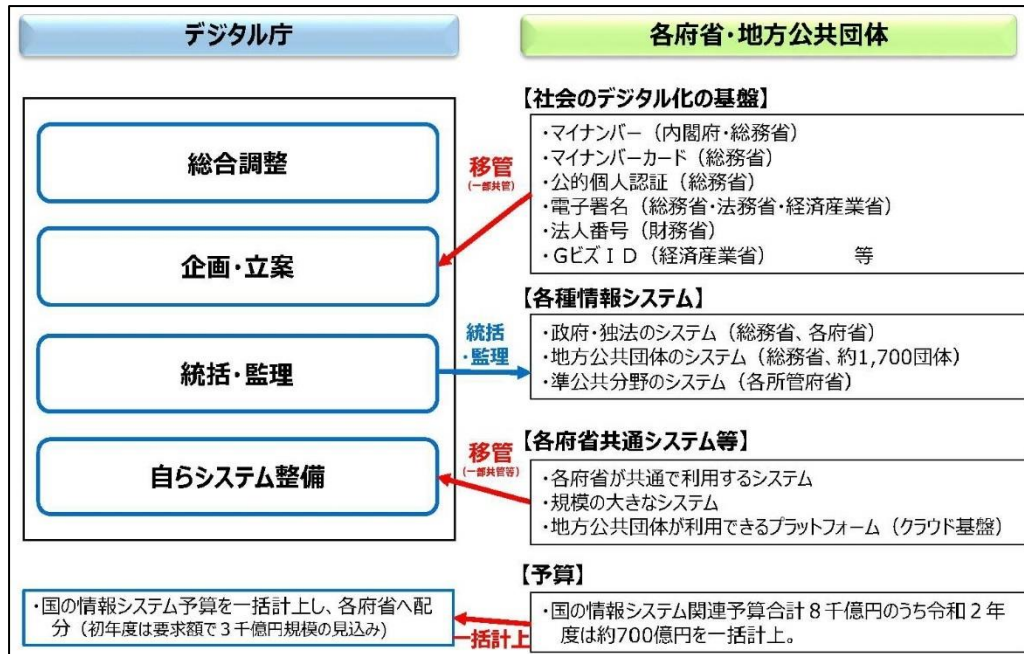 デジタル庁
各府省・地方公共団体
総合調整
企画・立案
統括・監理
自らシステム整備
移管
(一部共管)
統括
・監理
移管
(一部共管等)
【社会のデジタル化の基盤】
・マイナンバー（内閣府・総務省）
・マイナンバーカード（総務省）
・公的個人認証（総務省）
・電子署名（総務省・法務省・経済産業省）
・法人番号（財務省）
・GビズＩＤ（経済産業省）　　　　等
【各種情報システム】
・政府・独法のシステム（総務省、各府省）
・地方公共団体のシステム（総務省、約1,700団体）
・準公共分野のシステム（各所管府省）
【各府省共通システム等】
・各府省が共通で利用するシステム
・規模の大きなシステム
・地方公共団体が利用できるプラットフォーム（クラウド基盤）
【予算】
・国の情報システム予算を一括計上し、各府省へ配
分（初年度は要求額で３千億円規模の見込み）
一括計上
・国の情報システム関連予算合計８千億円のうち令和２年
度は約700億円を一括計上。